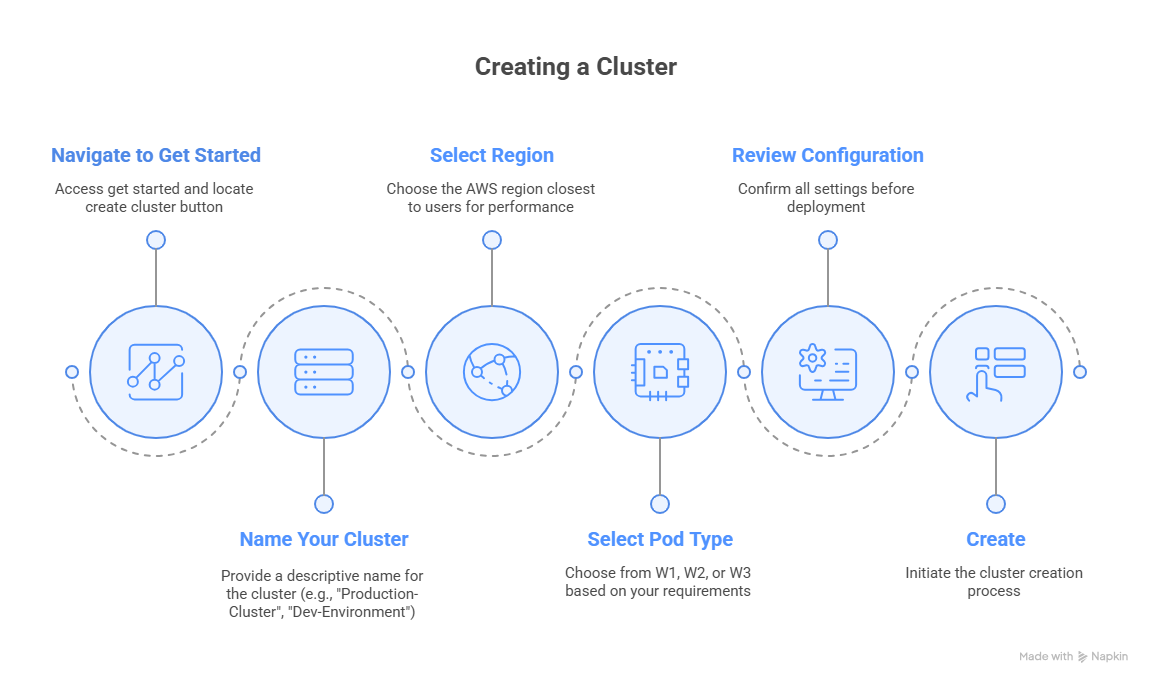 Creating a Cluster
Navigate to Get Started
Access get started and locate
create cluster button
Name Your Cluster
Provide a descriptive name for
the cluster (e.g., "Production-
Cluster", "Dev-Environment")
Select Region
Choose the AWS region closest
to users for performance
Select Pod Type
Choose from W1, W2, or W3
based on your requirements
Review Configuration
Confirm all settings before
deployment
Create
Initiate the cluster creation
process
Made with Napkin